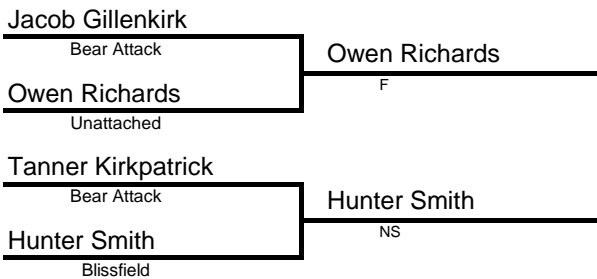 Jacob Gillenkirk
Bear Attack
Owen Richards
F
Owen Richards
Unattached
Tanner Kirkpatrick
Bear Attack
Hunter Smith
NS
Hunter Smith
Blissfield